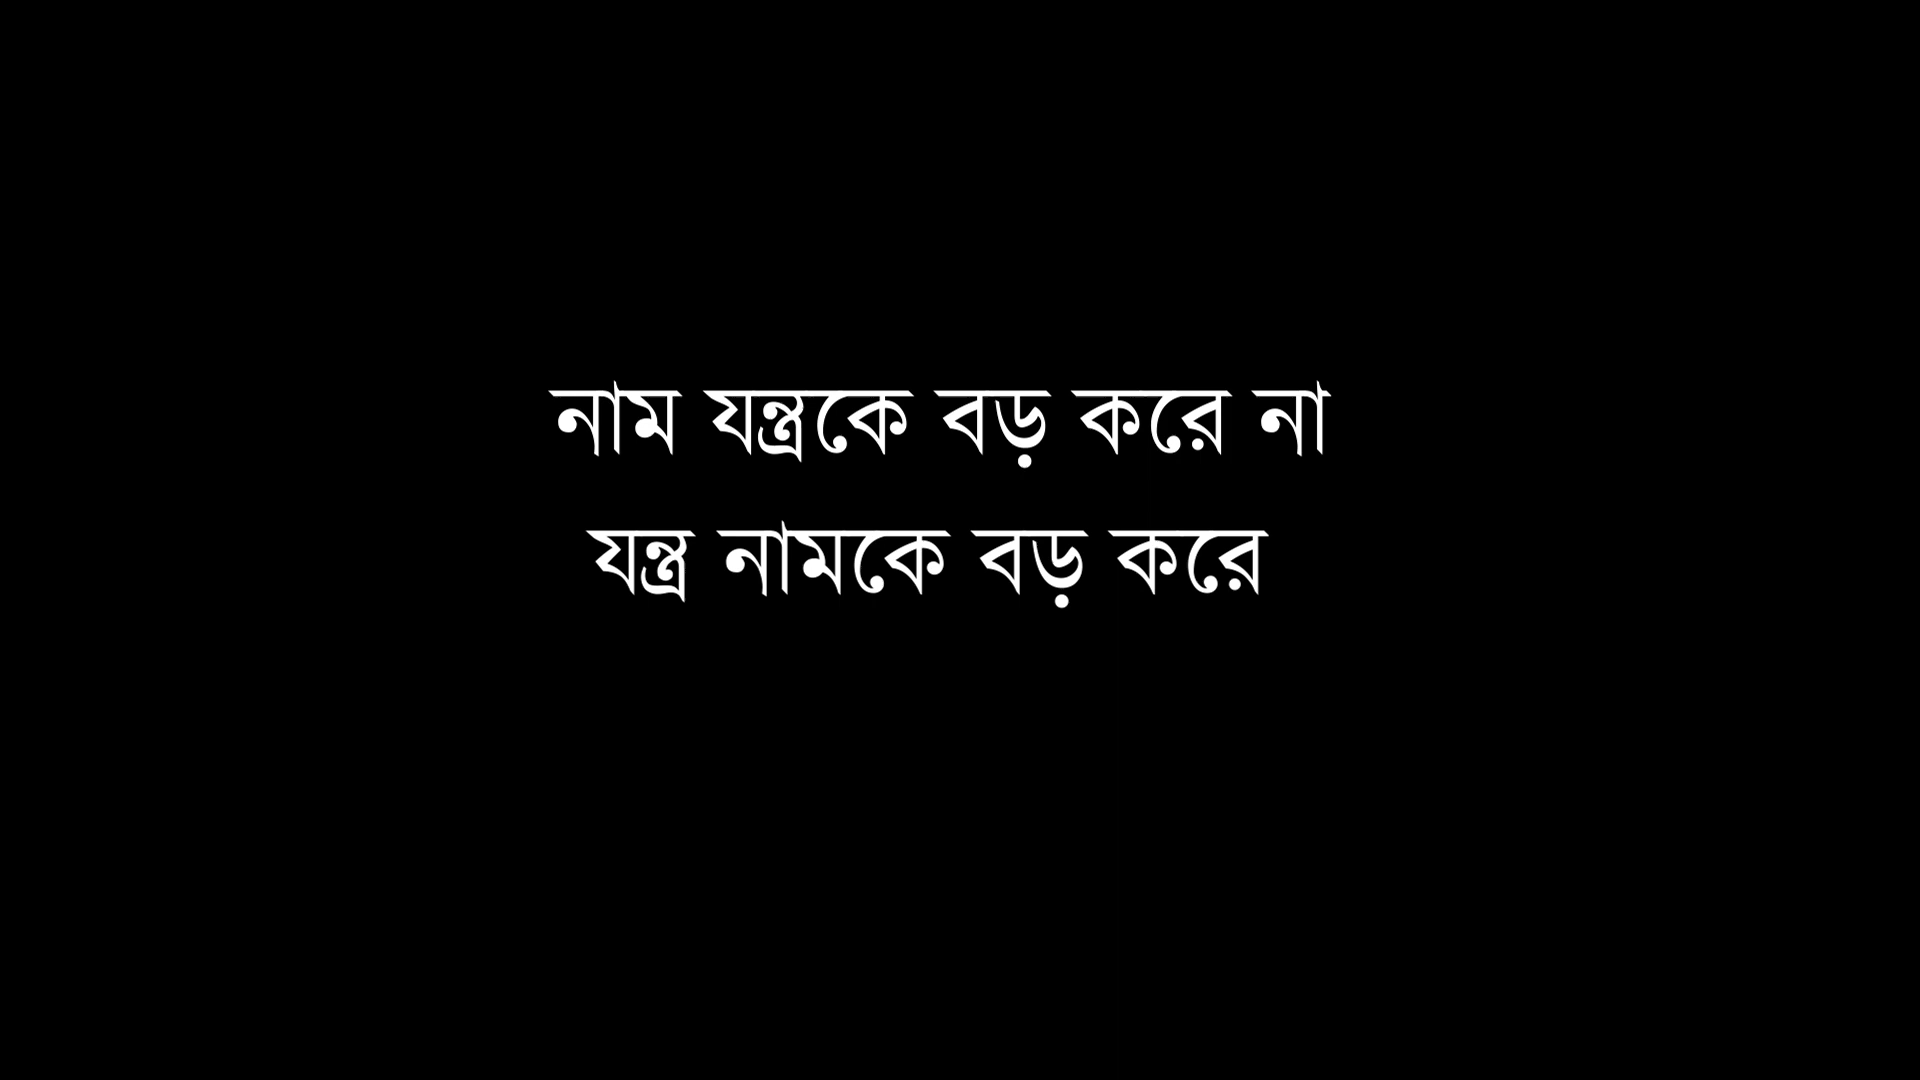 নাম যন্ত্রকে বড় করে না
যন্ত্র নামকে বড় করে